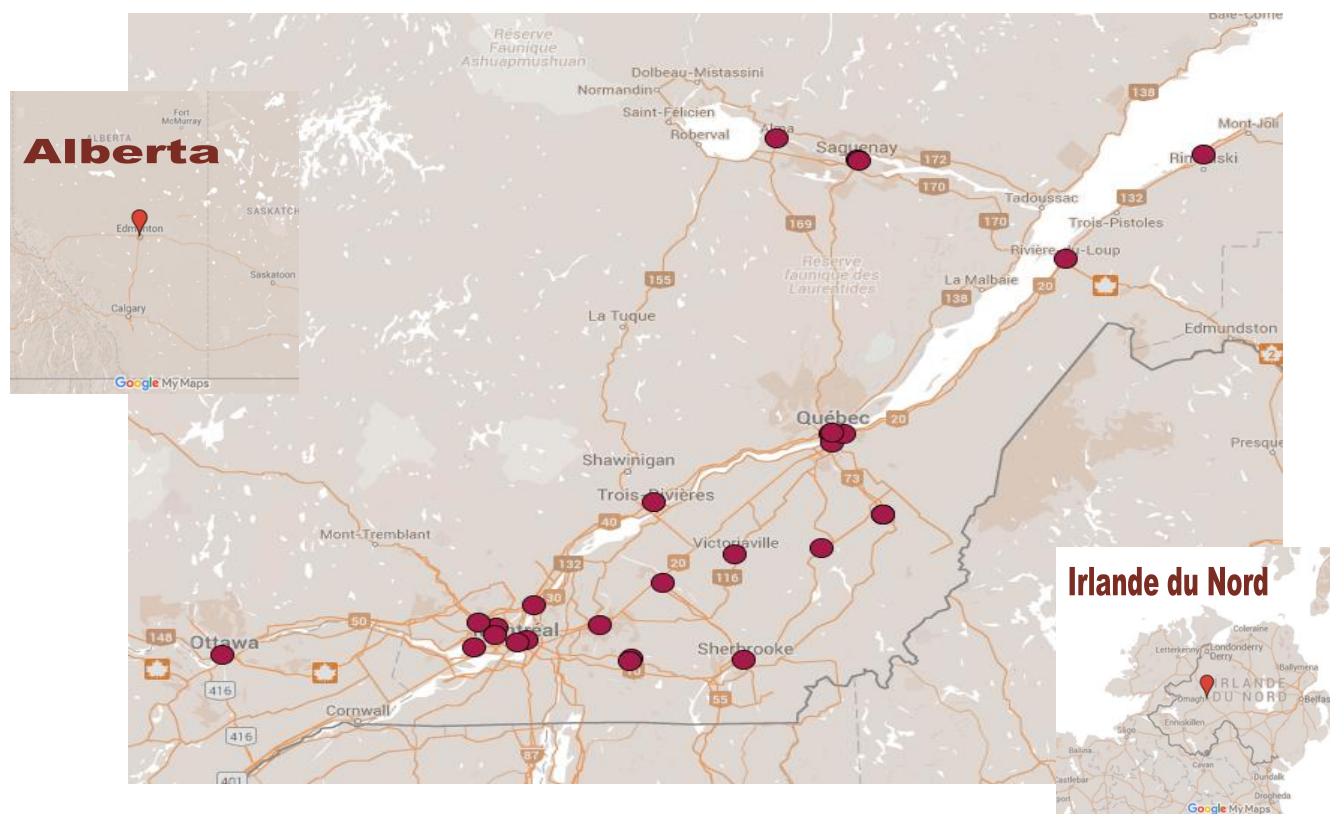 Baie-Come
Réserve
Faunique
Ashuapmushuan
Dolbeau-Mistassini
Normandin
138
Saint-Félicien
Fort
McMurray
Mont-Joli
Roberval
Alma
ALBERTA
Alberta
Saguenay
172
170
Tadoussac
132
SASKATCH
169
170
Trois-Pistoles
Edmonton
Rivière-du-Loup
Réserve
faunique des
Laurentides
155
Saskatoon
La Malbaie
20
138
Calgary
La Tuque
Edmundston
2
Google My Maps
Québec
20
Presque
Shawinigan
73
Trois-Rivières
40
Mont-Tremblant
Victoriaville
132
20
116
Irlande du Nord
30
50
148
Ottawa
Montréal
Coleraine
Sherbrooke
Letterkenny
Londonderry
Derry
Ballymena
10
416
55
IRLANDE
DU NORD
Omagh
Belfas
Cornwall
Enniskillen
Sligo
416
87
Ballina
Cavan
401
Castlebar
Dundalk
port
Drogheda
Google My Maps